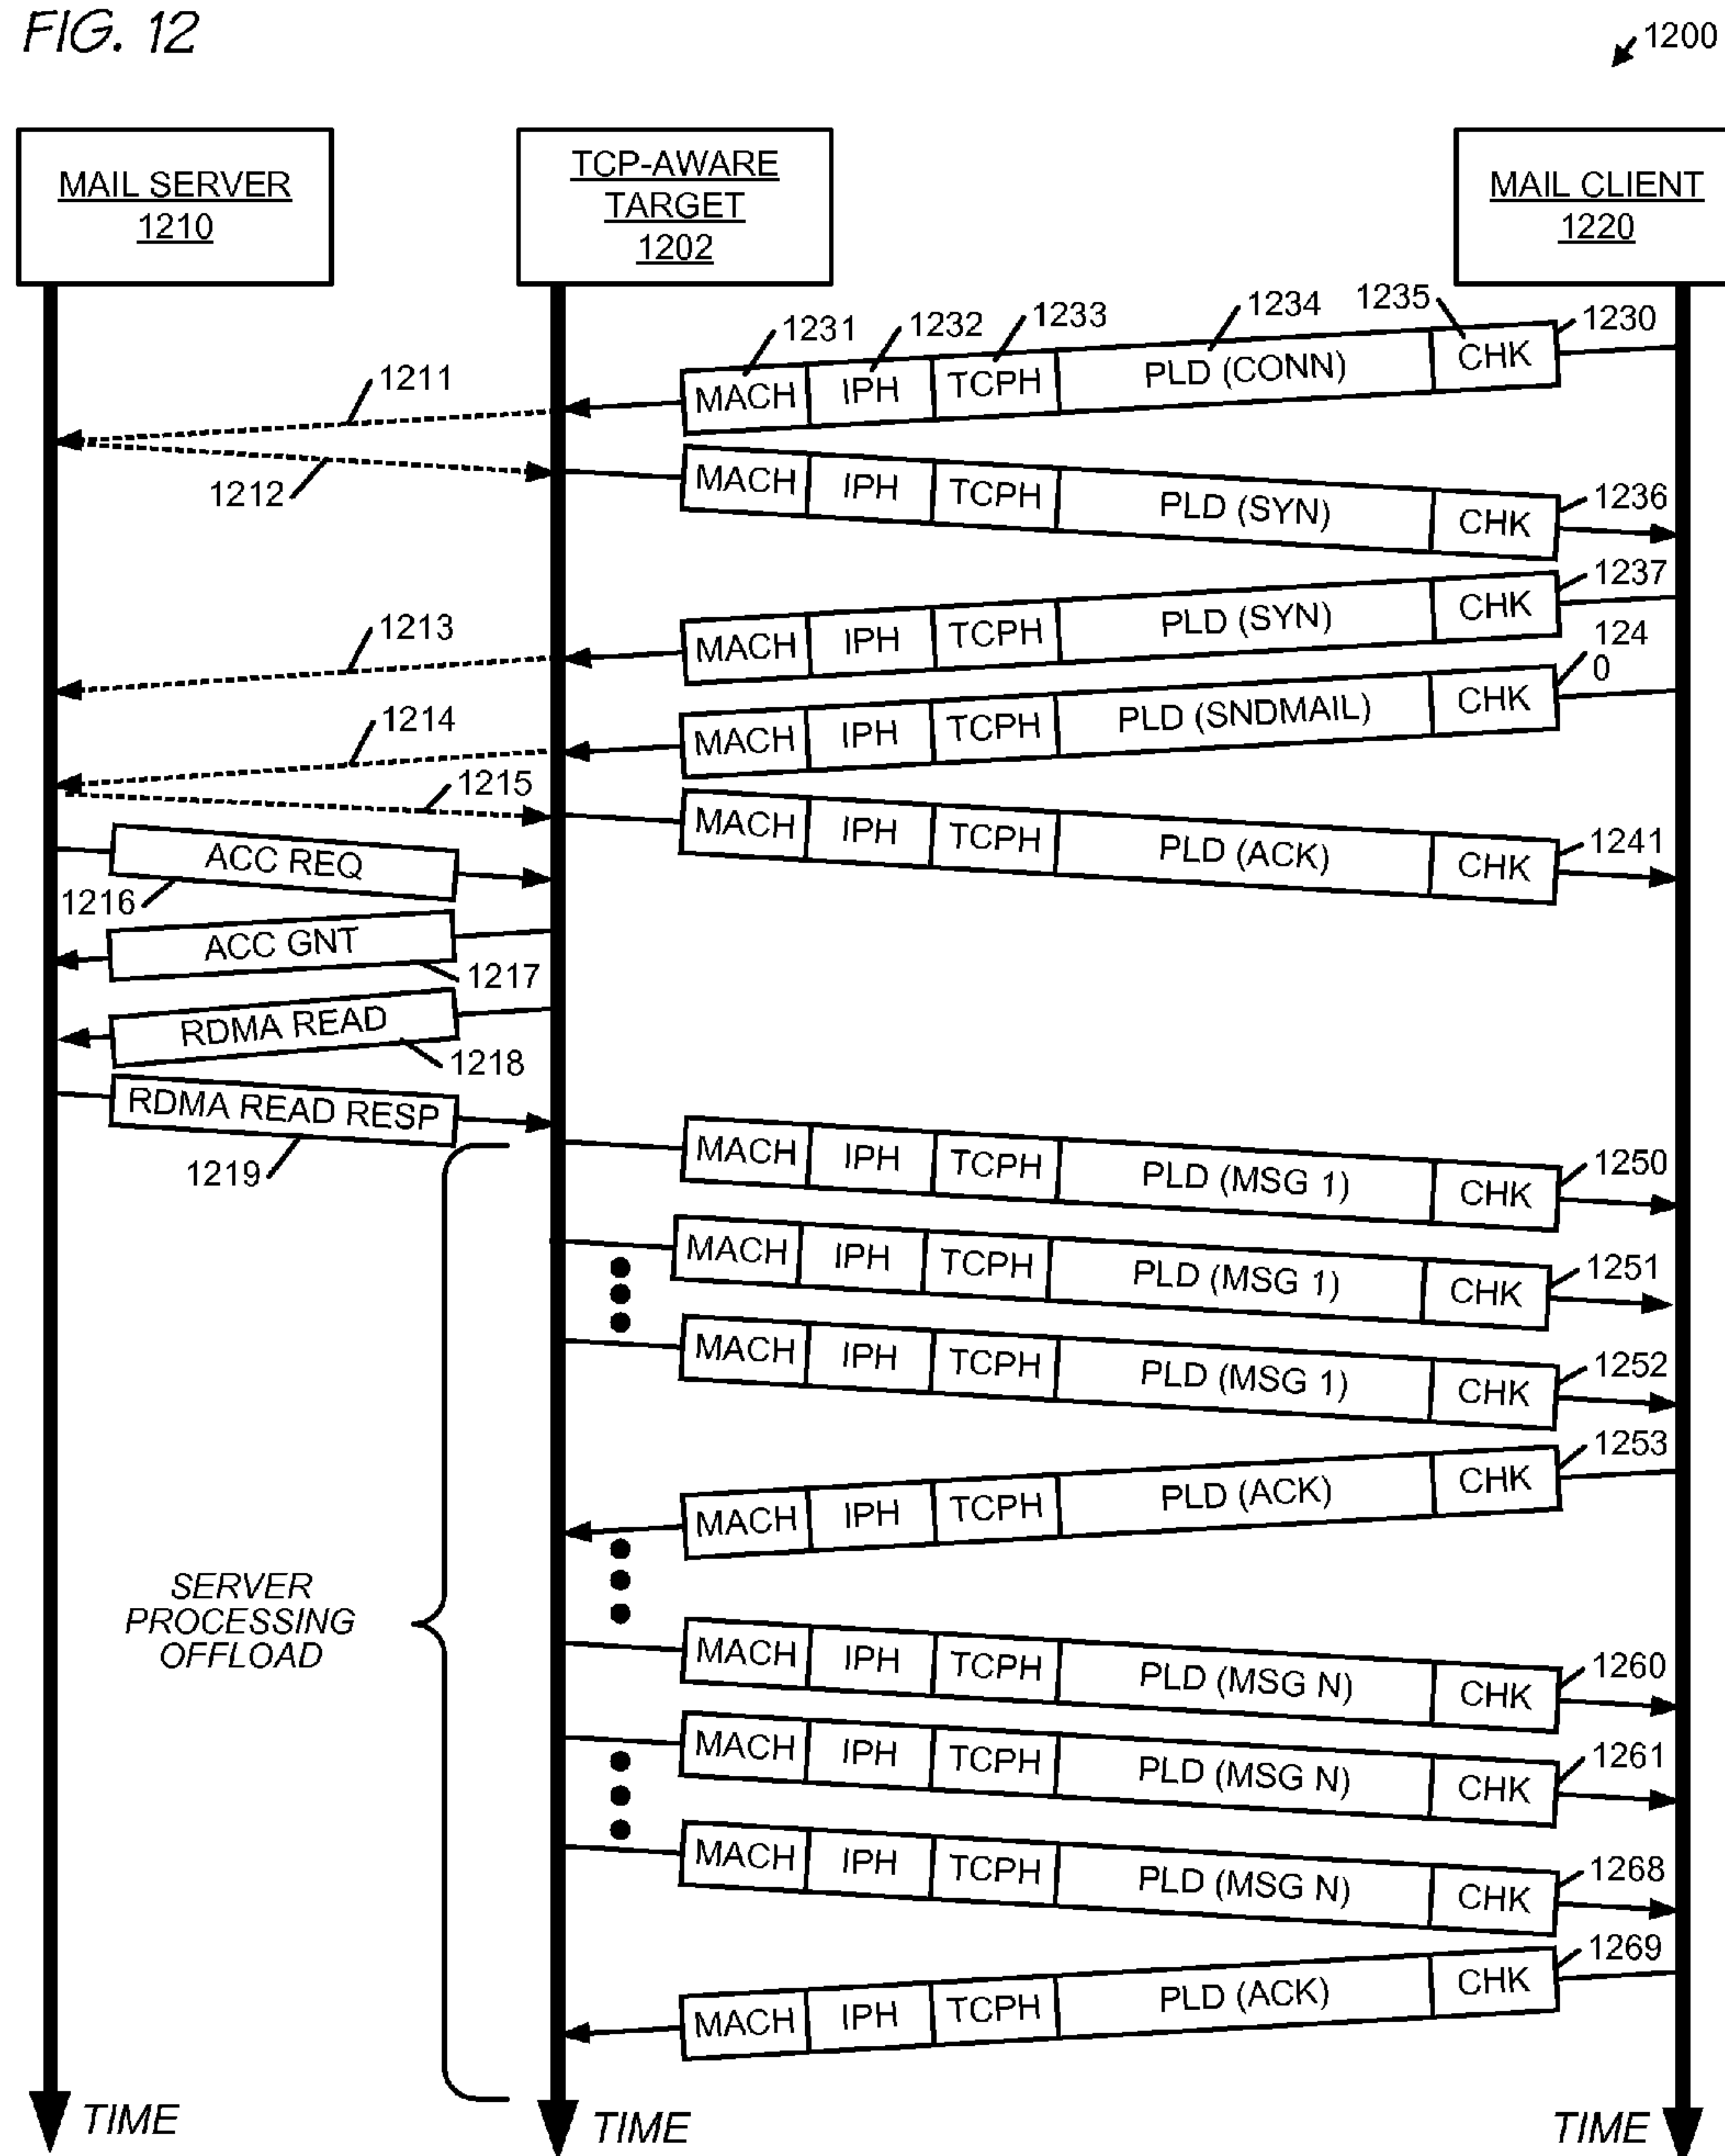 FIG. 12
1200
MAIL SERVER
1210
TCP-AWARE
TARGET
1202
MAIL CLIENT
1220
1231
1232
1233
1234
1235
1230
MACH IPH TCPH PLD (CONN) CHK
1211
1212
MACH IPH TCPH PLD (SYN) CHK
1236
1237
MACH IPH TCPH PLD (SYN) CHK
1213
124
0
MACH IPH TCPH PLD (SNDMAIL) CHK
1214
1215
MACH IPH TCPH PLD (ACK) CHK
1241
ACC REQ
1216
ACC GNT
1217
RDMA READ
1218
RDMA READ RESP
1219
MACH IPH TCPH PLD (MSG 1) CHK
1250
MACH IPH TCPH PLD (MSG 1) CHK
1251
MACH IPH TCPH PLD (MSG 1) CHK
1252
1253
MACH IPH TCPH PLD (ACK) CHK
SERVER
PROCESSING
OFFLOAD
MACH IPH TCPH PLD (MSG N) CHK
1260
MACH IPH TCPH PLD (MSG N) CHK
1261
MACH IPH TCPH PLD (MSG N) CHK
1268
1269
MACH IPH TCPH PLD (ACK) CHK
TIME
TIME
TIME